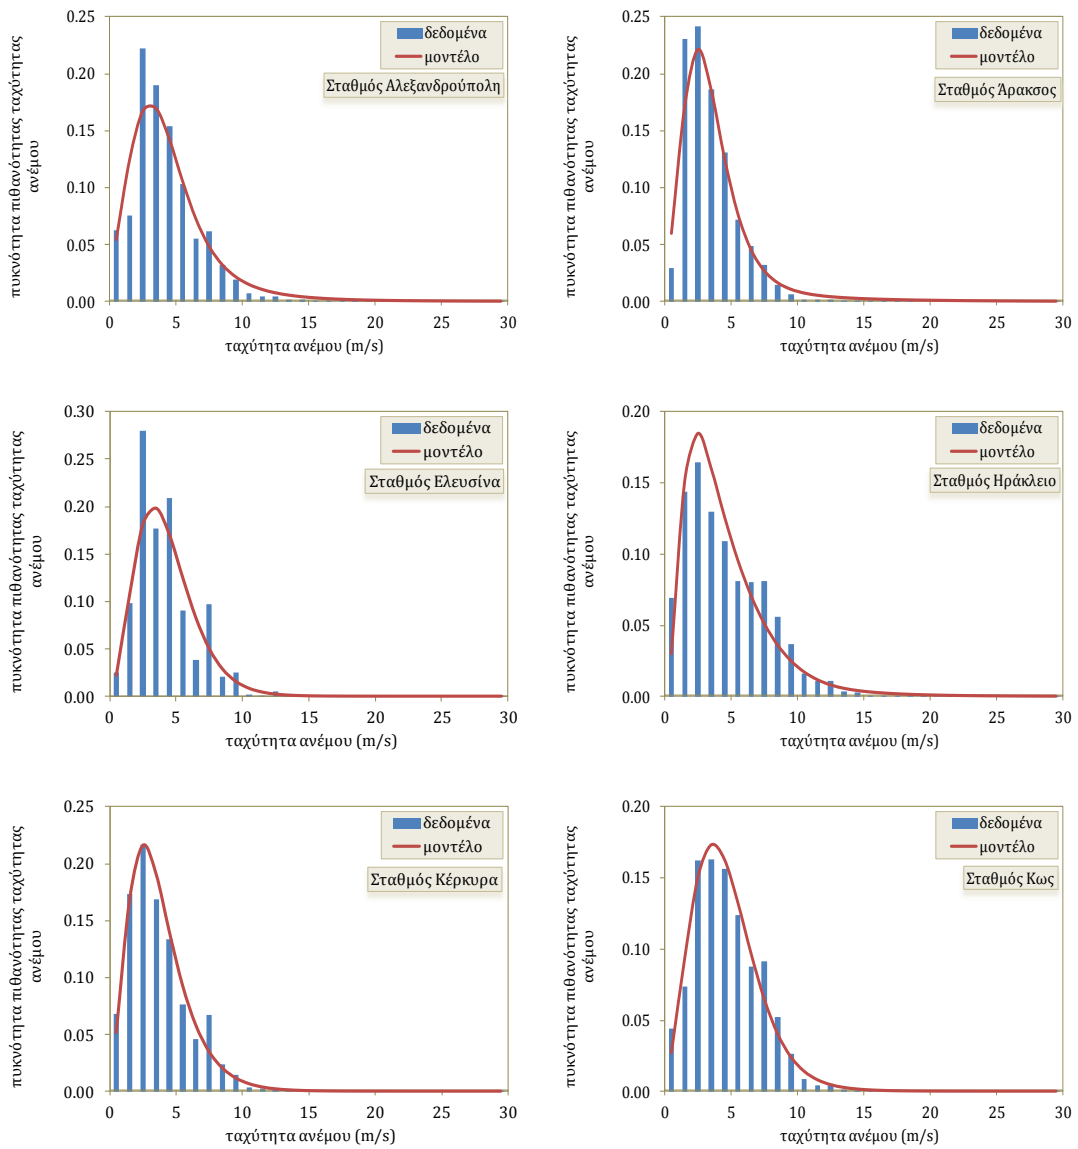 πυκνότητα πιθανότητας ταχύτητας
ανέμου
0.25
0.20
0.15
0.10
0.05
0.00
δεδομένα
μοντέλο
Σταθμός Αλεξανδρούπολη
0 5 10 15 20 25 30
ταχύτητα ανέμου (m/s)
πυκνότητα πιθανότητας ταχύτητας
ανέμου
0.25
0.20
0.15
0.10
0.05
0.00
δεδομένα
μοντέλο
Σταθμός Άρακσος
0 5 10 15 20 25 30
ταχύτητα ανέμου (m/s)
πυκνότητα πιθανότητας ταχύτητας
ανέμου
0.30
0.25
0.20
0.15
0.10
0.05
0.00
δεδομένα
μοντέλο
Σταθμός Ελευσίνα
0 5 10 15 20 25 30
ταχύτητα ανέμου (m/s)
πυκνότητα πιθανότητας ταχύτητας
ανέμου
0.20
0.15
0.10
0.05
0.00
δεδομένα
μοντέλο
Σταθμός Ηράκλειο
0 5 10 15 20 25 30
ταχύτητα ανέμου (m/s)
πυκνότητα πιθανότητας ταχύτητας
ανέμου
0.25
0.20
0.15
0.10
0.05
0.00
δεδομένα
μοντέλο
Σταθμός Κέρκυρα
0 5 10 15 20 25 30
ταχύτητα ανέμου (m/s)
πυκνότητα πιθανότητας ταχύτητας
ανέμου
0.20
0.15
0.10
0.05
0.00
δεδομένα
μοντέλο
Σταθμός Κως
0 5 10 15 20 25 30
ταχύτητα ανέμου (m/s)